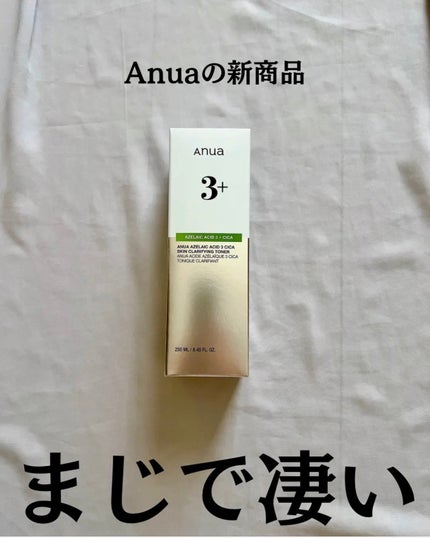 Anuaの新商品
Anua
3+
AZELAIC ACID 3 + CICA
ANUA AZELAIC ACID 3 CICA
SKIN CLARIFYING TONER
ANUA ACIDE AZÉLAÏQUE 3 CICA
TONIQUE CLARIFIANT
250 ML / 8.45 FL. OZ.
まじで凄い